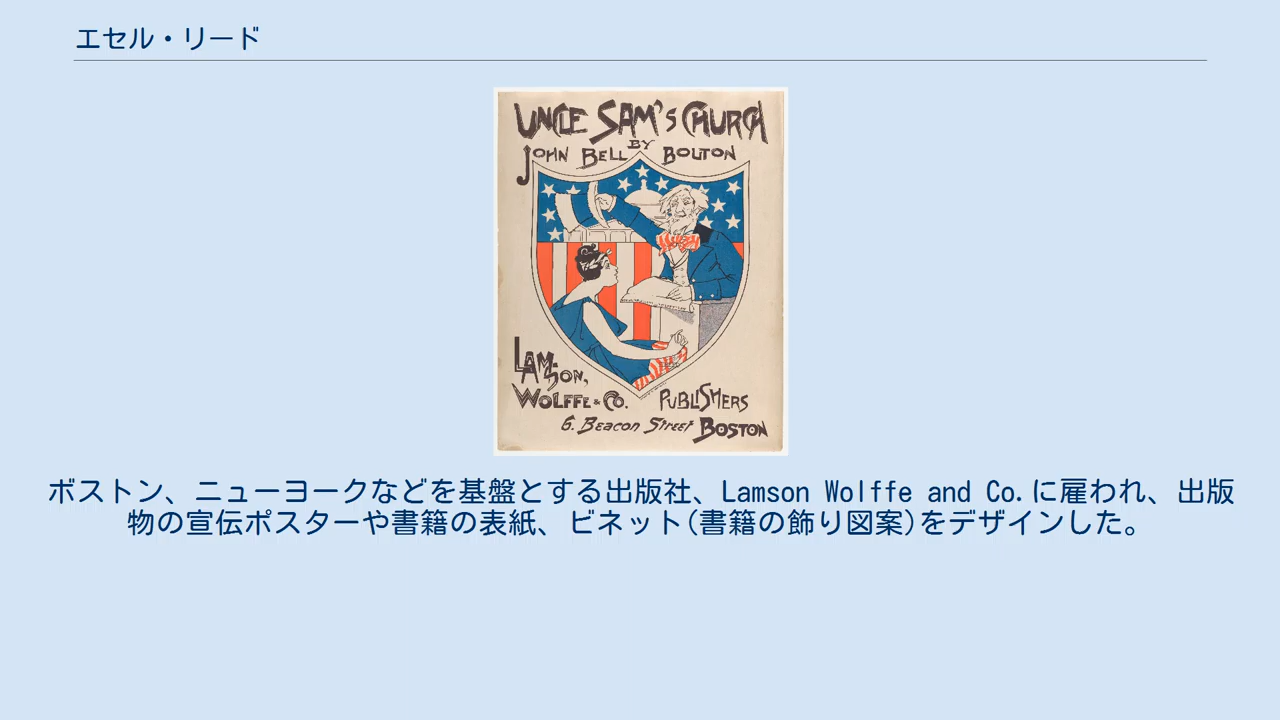 エセル・リード
UNCLE SAM'S CHURCH
BY
JOHN BELL BOLTON
LAMSON,
WOLFFE & CO. PUBLISHERS
6. Beacon Street BOSTON
ボストン、ニューヨークなどを基盤とする出版社、Lamson Wolffe and Co.に雇われ、出版
物の宣伝ポスターや書籍の表紙、ビネット(書籍の飾り図案)をデザインした。